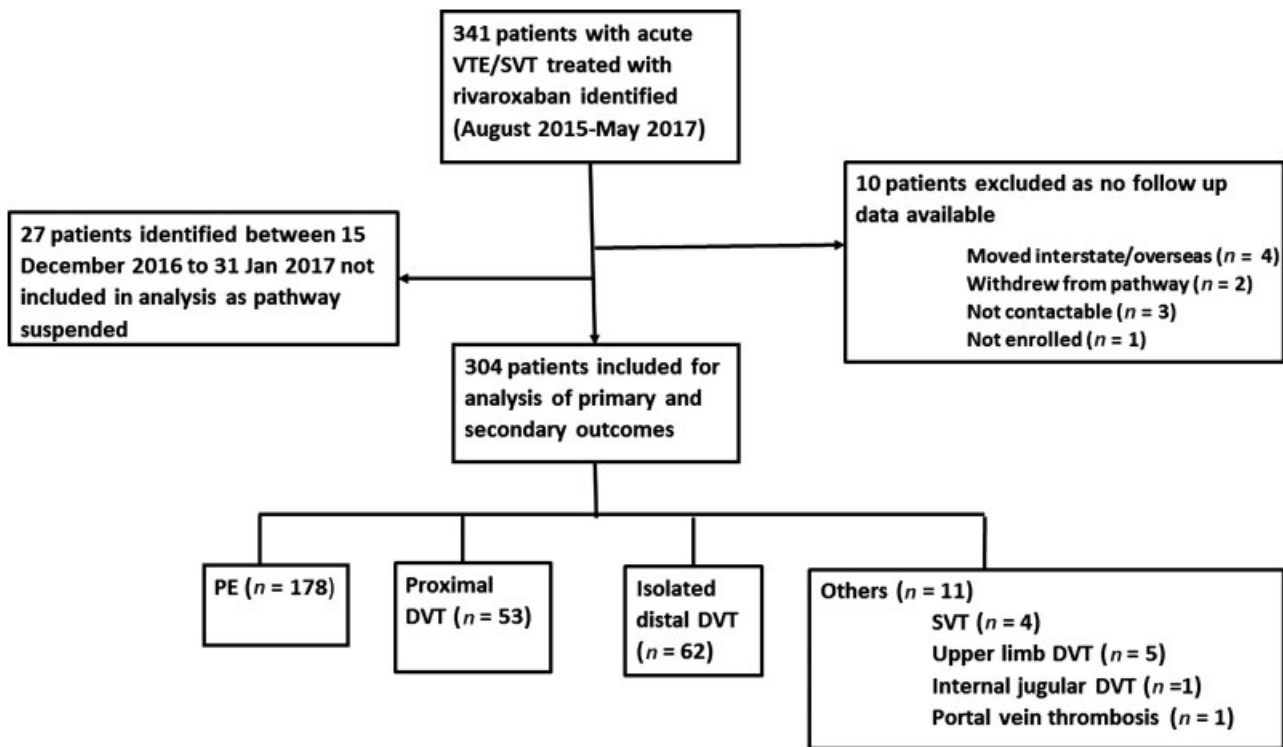 341 patients with acute
VTE/SVT treated with
rivaroxaban identified
(August 2015-May 2017)
10 patients excluded as no follow up
data available
Moved interstate/overseas (n = 4)
Withdrew from pathway (n = 2)
Not contactable (n = 3)
Not enrolled (n = 1)
27 patients identified between 15
December 2016 to 31 Jan 2017 not
included in analysis as pathway
suspended
304 patients included for
analysis of primary and
secondary outcomes
PE (n = 178)
Proximal
DVT (n = 53)
Isolated
distal DVT
(n = 62)
Others (n = 11)
SVT (n = 4)
Upper limb DVT (n = 5)
Internal jugular DVT (n =1)
Portal vein thrombosis (n = 1)